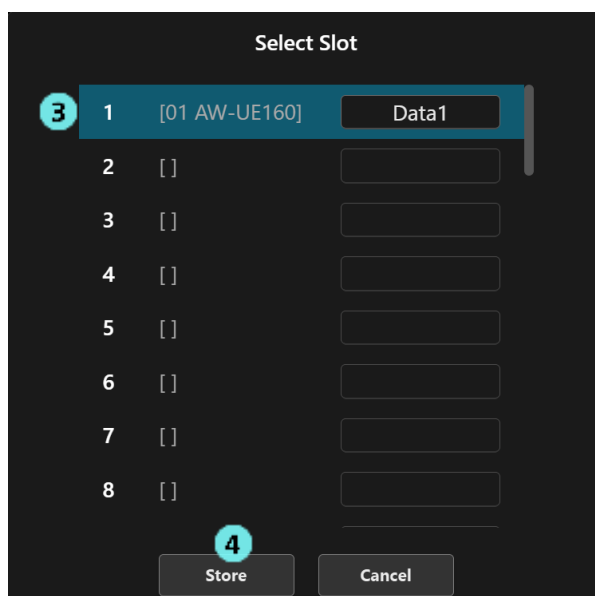 Select Slot
3 1 [01 AW-UE160] Data1
2 [ ]
3 [ ]
4 [ ]
5 [ ]
6 [ ]
7 [ ]
8 [ ]
4
Store Cancel